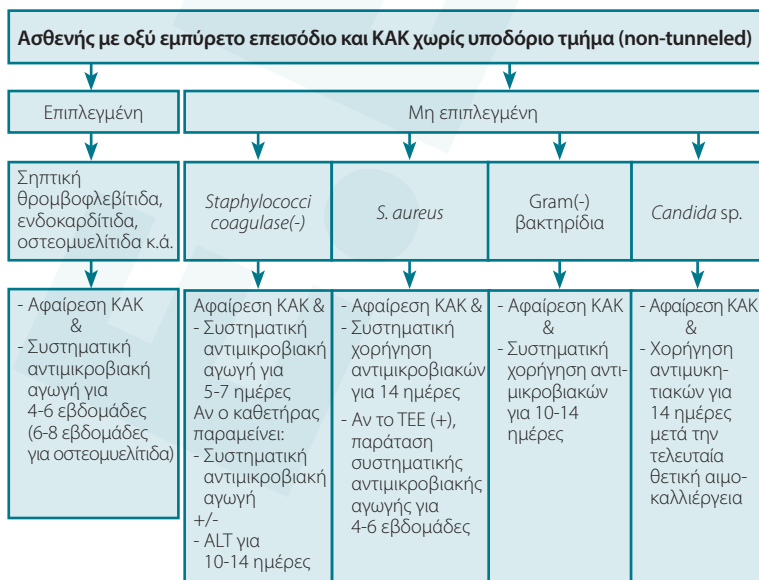 Ασθενής με οξύ εμπύρετο επεισόδιο και ΚΑΚ χωρίς υποδόριο τμήμα (non-tunneled)
Επιπλεγμένη
Μη επιπλεγμένη
Σηπτική
θρομβοφλεβίτιδα,
ενδοκαρδίτιδα,
οστεομυελίτιδα κ.ά.
Staphylococci
coagulase(-)
S. aureus
Gram(-)
βακτηρίδια
Candida sp.
- Αφαίρεση ΚΑΚ
&
- Συστηματική
αντιμικροβιακή
αγωγή για
4-6 εβδομάδες
(6-8 εβδομάδες
για οστεομυελίτιδα)
Αφαίρεση ΚΑΚ &
- Συστηματική
αντιμικροβιακή
αγωγή για
5-7 ημέρες
Αν ο καθετήρας
παραμείνει:
- Συστηματική
αντιμικροβιακή
αγωγή
+/-
- ALT για
10-14 ημέρες
- Αφαίρεση ΚΑΚ &
- Συστηματική
χορήγηση
αντιμικροβιακών
για 14 ημέρες
- Αν το ΤΕΕ (+),
παράταση
συστηματικής
αντιμικροβιακής
αγωγής για
4-6 εβδομάδες
- Αφαίρεση ΚΑΚ
&
- Συστηματική
χορήγηση αντι-
μικροβιακών
για 10-14
ημέρες
- Αφαίρεση ΚΑΚ
&
- Χορήγηση
αντιμυκη-
τιακών για
14 ημέρες
μετά την
τελευταία
θετική αιμο-
καλλιέργεια